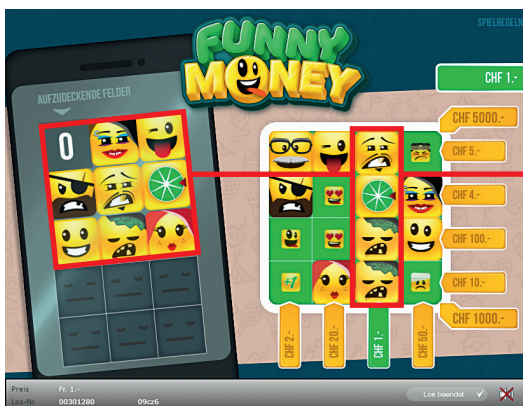 SPIELREGELN
FUNNY
MONEY
CHF 1.-
AUFZUDECKENDE FELDER
0
CHF 5000.-
CHF 5.-
CHF 4.-
CHF 100.-
+1
CHF 10.-
CHF 1000.-
CHF 2.-
CHF 20.-
CHF 1.-
CHF 50.-
Preis Fr. 1.-
Los beendet
Los-Nr. 00301280 09cz6